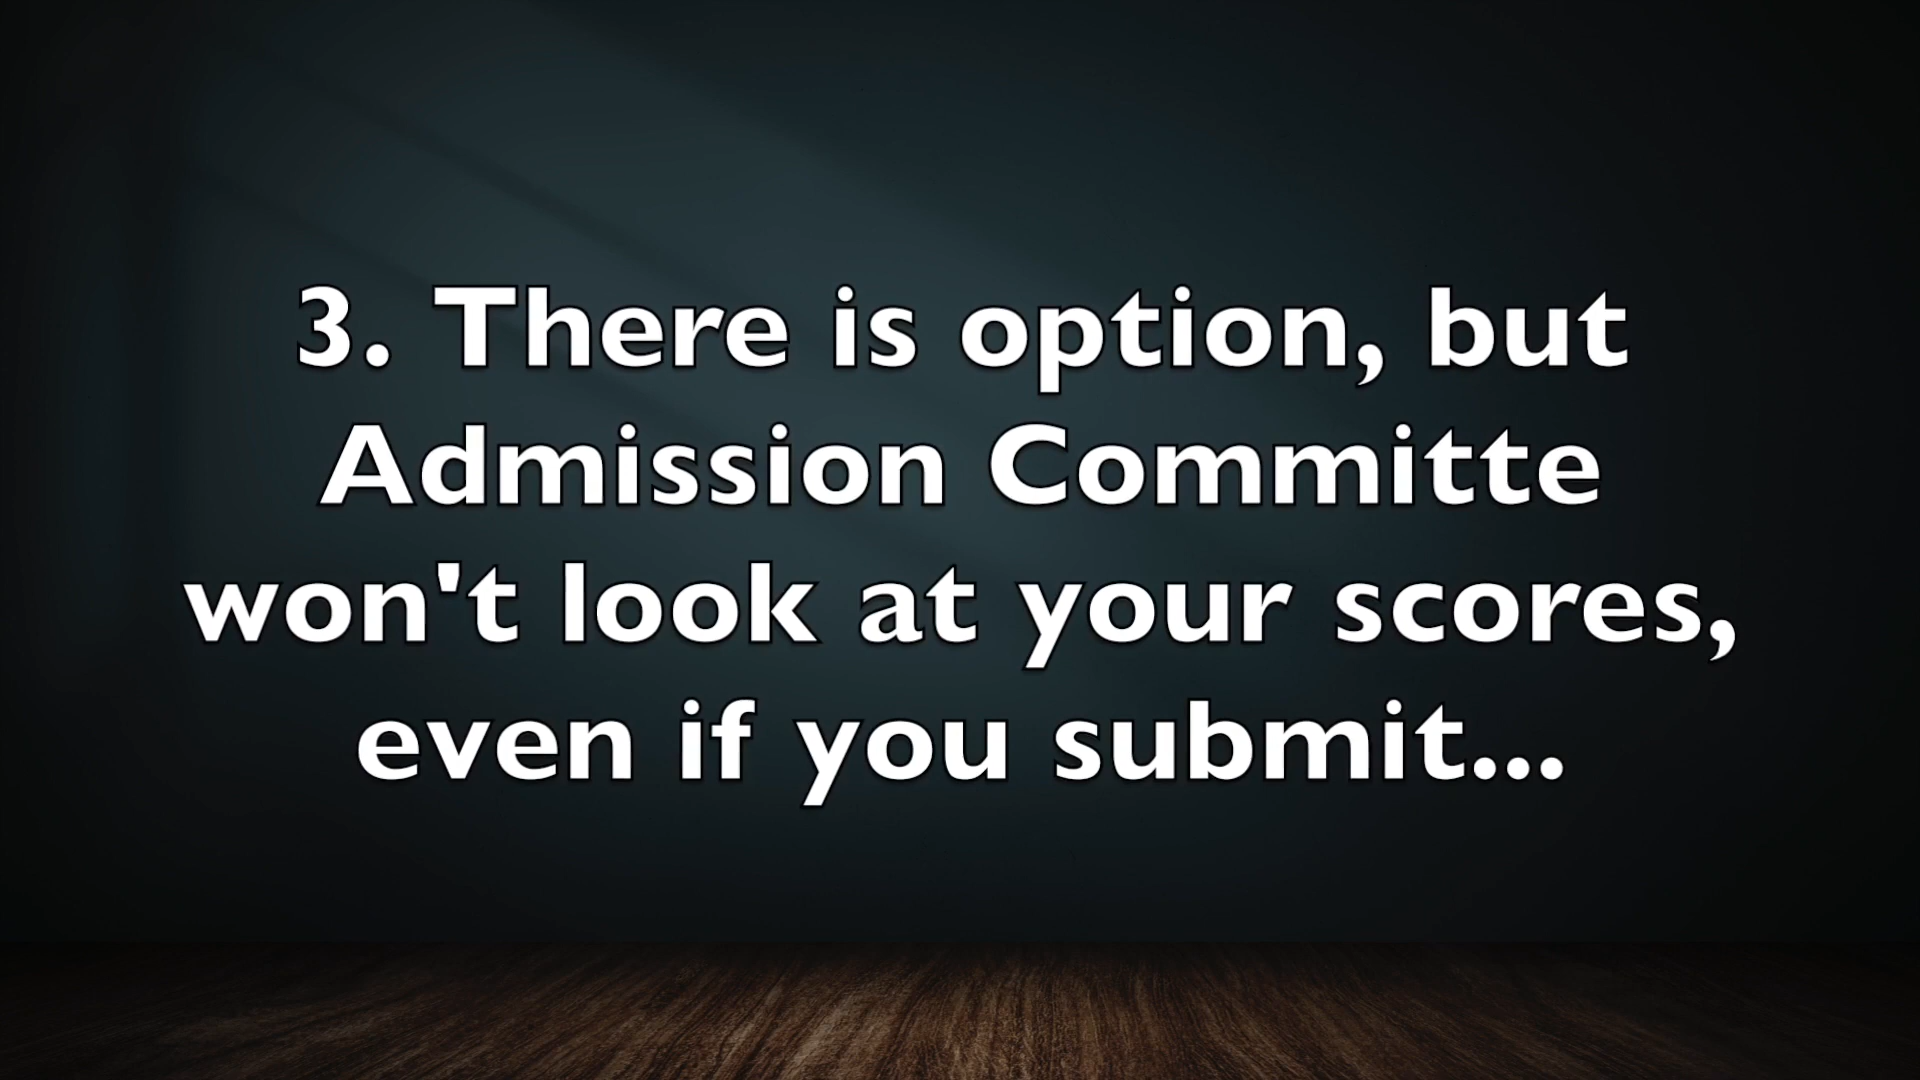 3. There is option, but
Admission Committe
won't look at your scores,
even if you submit...